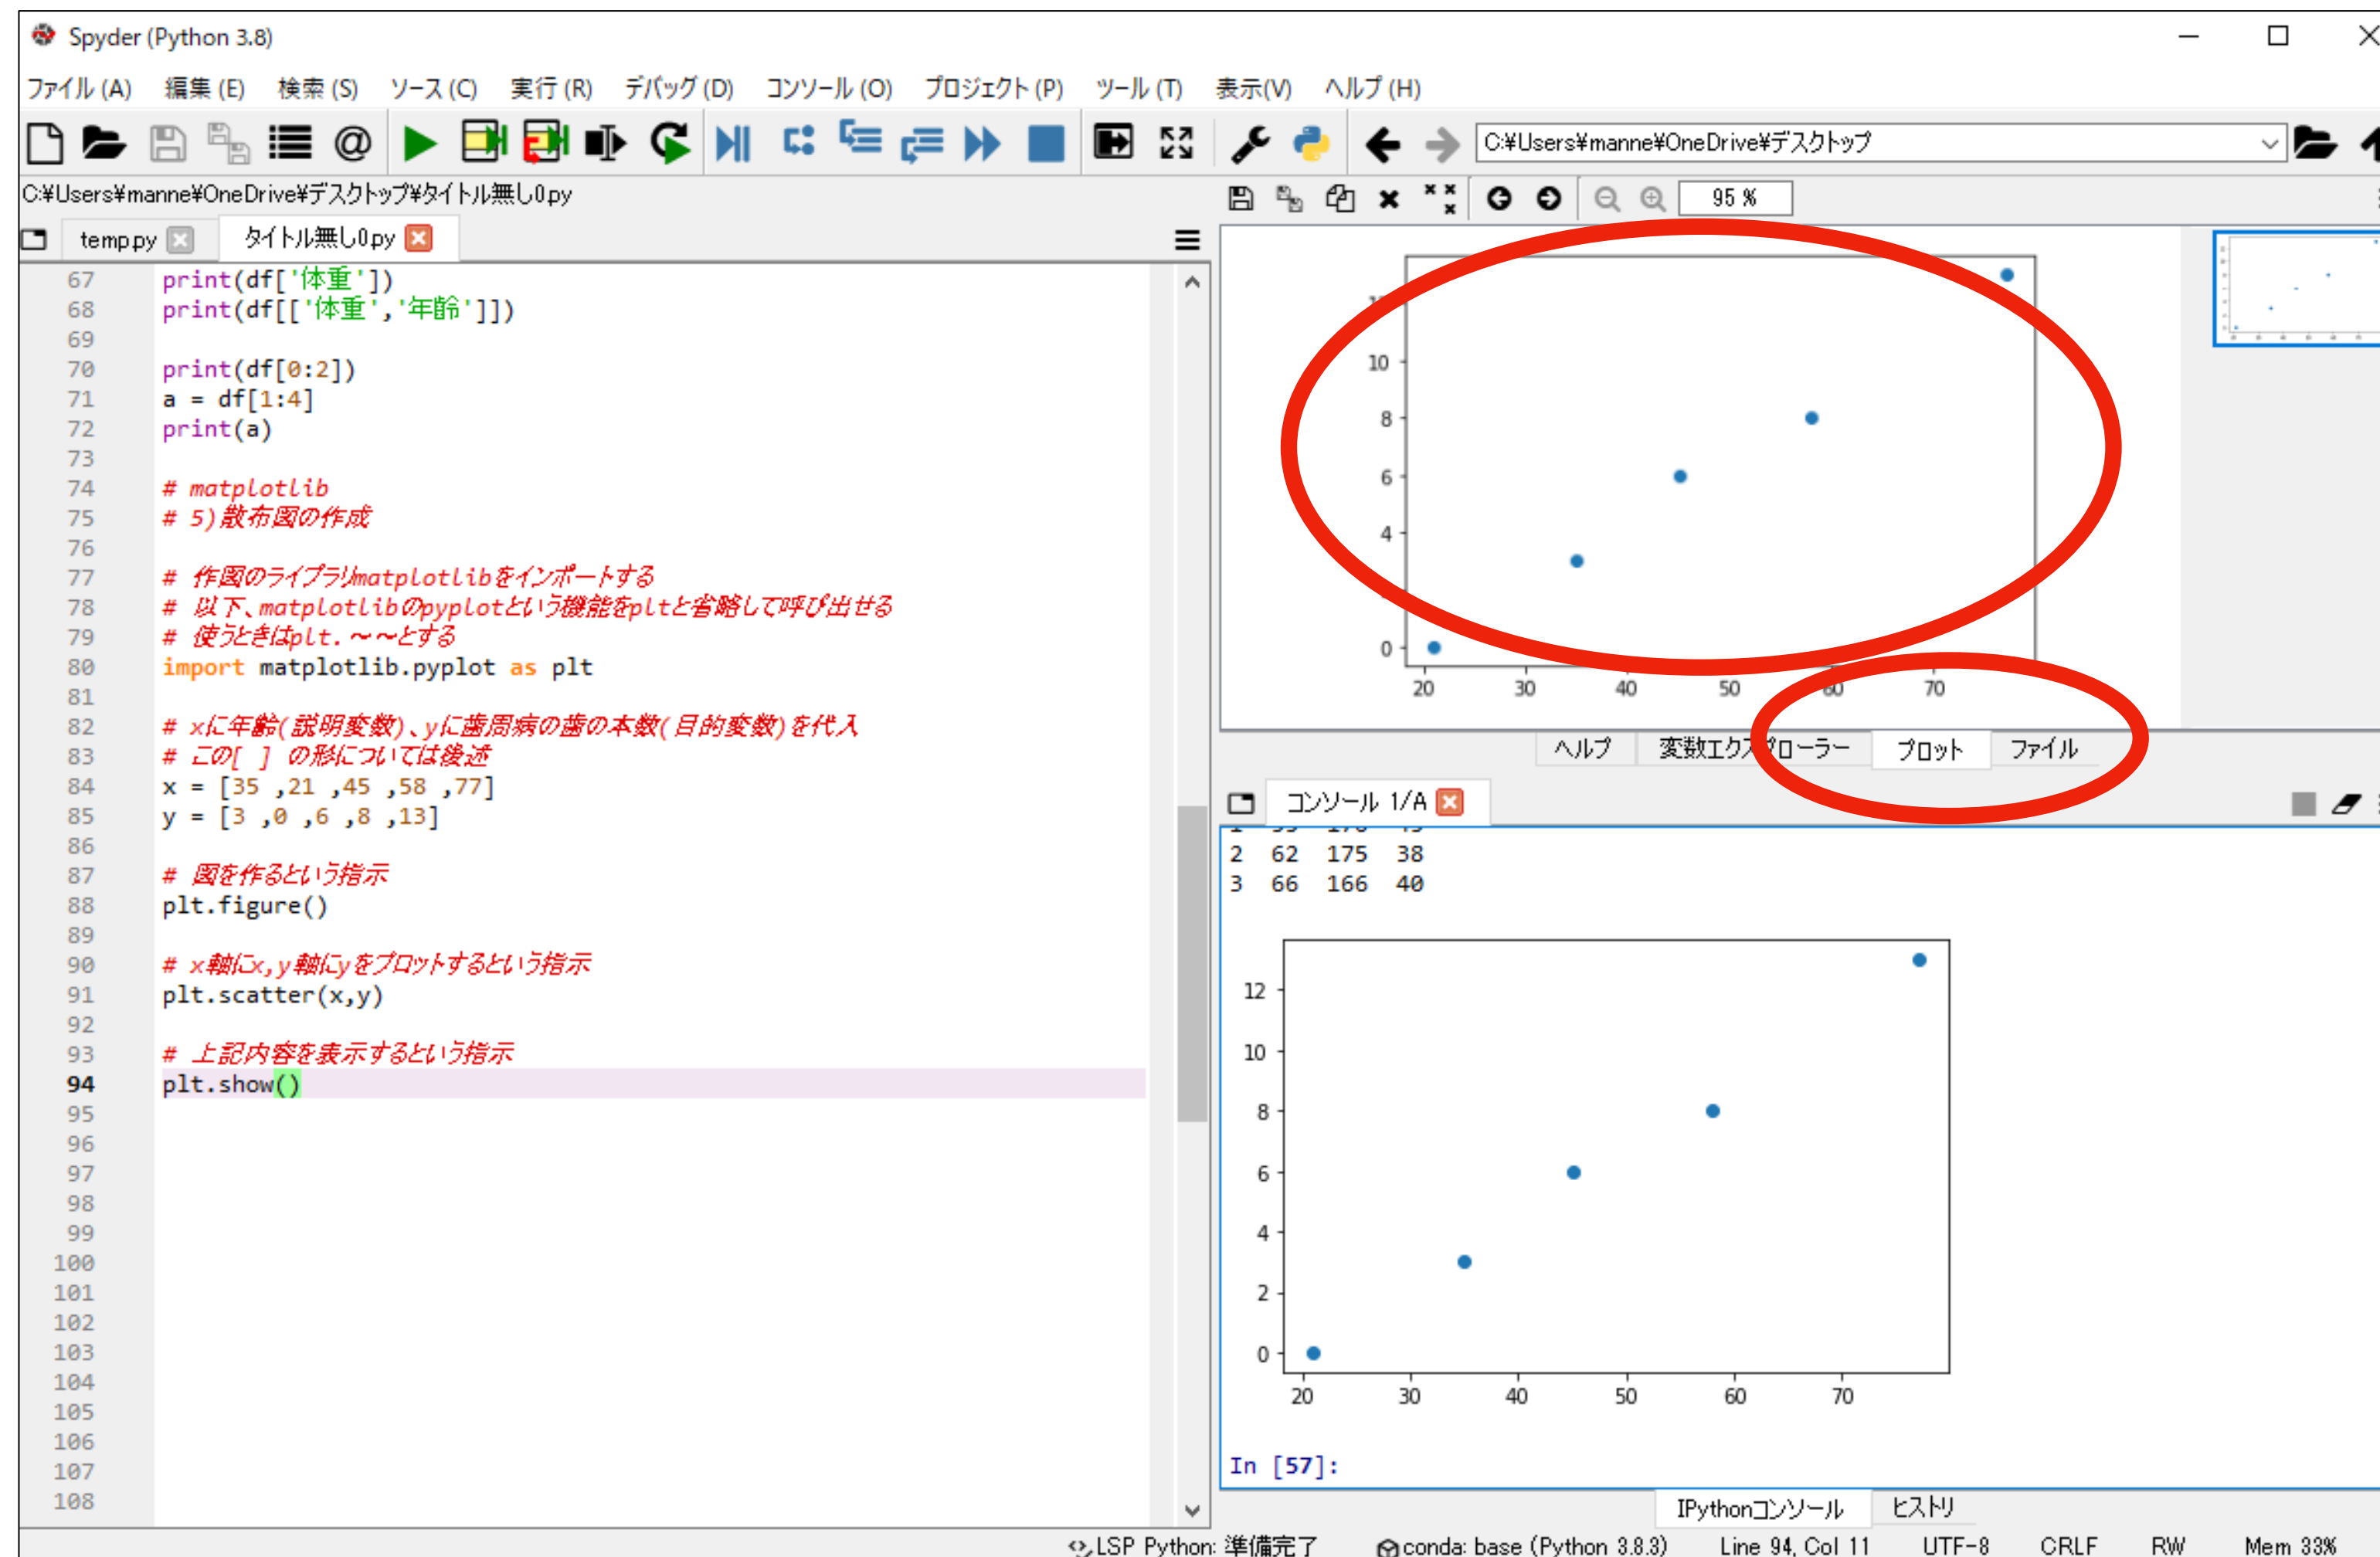 Spyder (Python 3.8)
ファイル (A) 編集 (E) 検索 (S) ソース (C) 実行 (R) デバッグ (D) コンソール (O) プロジェクト (P) ツール (T) 表示(V) ヘルプ (H)
C:¥Users¥manne¥OneDrive¥デスクトップ
C:¥Users¥manne¥OneDrive¥デスクトップ¥タイトル無し0.py
temp.py タイトル無し0.py
67 print(df['体重'])
68 print(df[['体重','年齢']])
69
70 print(df[0:2])
71 a = df[1:4]
72 print(a)
73
74 # matplotlib
75 # 5)散布図の作成
76
77 # 作図のライブラリmatplotlibをインポートする
78 # 以下、matplotlibのpyplotという機能をpltと省略して呼び出せる
79 # 使うときはplt.～～とする
80 import matplotlib.pyplot as plt
81
82 # xに年齢(説明変数)、yに歯周病の歯の本数(目的変数)を代入
83 # この[ ] の形については後述
84 x = [35 ,21 ,45 ,58 ,77]
85 y = [3 ,0 ,6 ,8 ,13]
86
87 # 図を作るという指示
88 plt.figure()
89
90 # x軸にx,y軸にyをプロットするという指示
91 plt.scatter(x,y)
92
93 # 上記内容を表示するという指示
94 plt.show()
95
96
97
98
99
100
101
102
103
104
105
106
107
108
95 %
10
8
6
4
0
20 30 40 50 60 70
ヘルプ 変数エクスプローラー プロット ファイル
コンソール 1/A
2 62 175 38
3 66 166 40
12
10
8
6
4
2
0
20 30 40 50 60 70
In [57]:
IPythonコンソール ヒストリ
LSP Python: 準備完了 conda: base (Python 3.8.3) Line 94, Col 11 UTF-8 CRLF RW Mem 33%